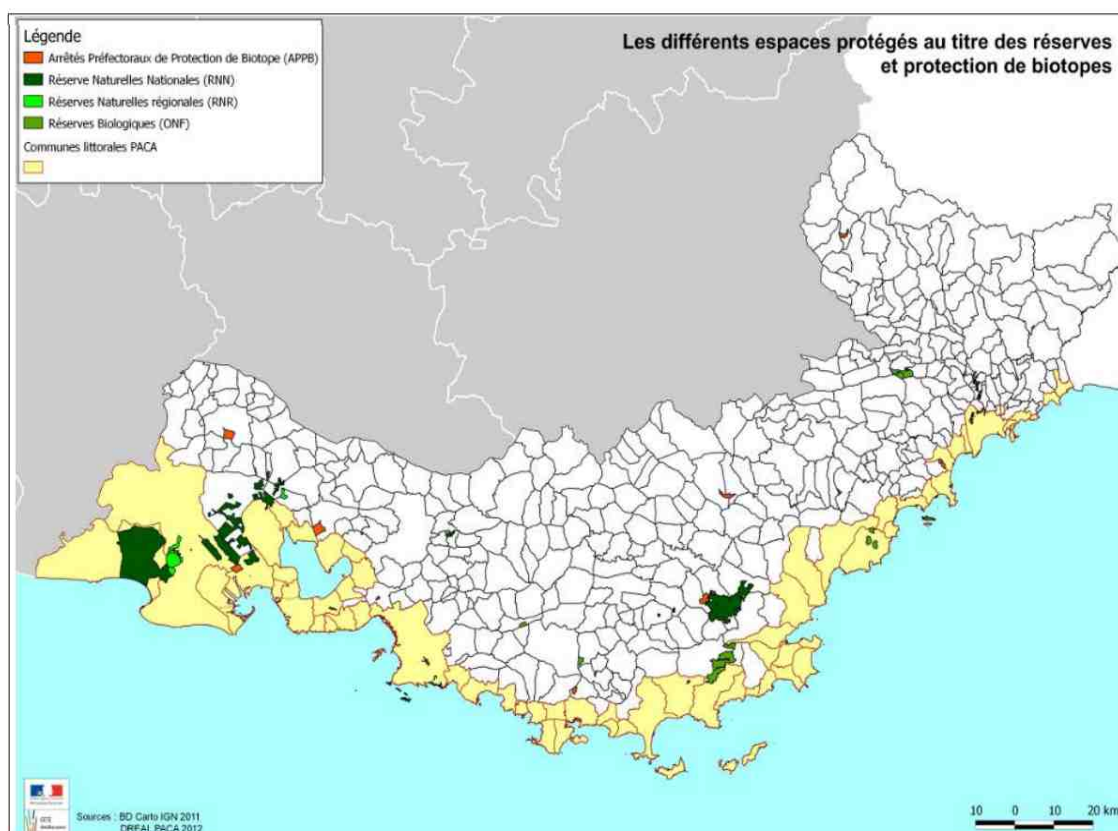 Légende
Arrêtés Préfectoraux de Protection de Biotope (APPB)
Réserve Naturelles Nationales (RNN)
Réserves Naturelles régionales (RNR)
Réserves Biologiques (ONF)
Communes littorales PACA
Les différents espaces protégés au titre des réserves
et protection de biotopes
Sources : BD Carto IGN 2011
DREAL PACA 2012
10 0 10 20 km